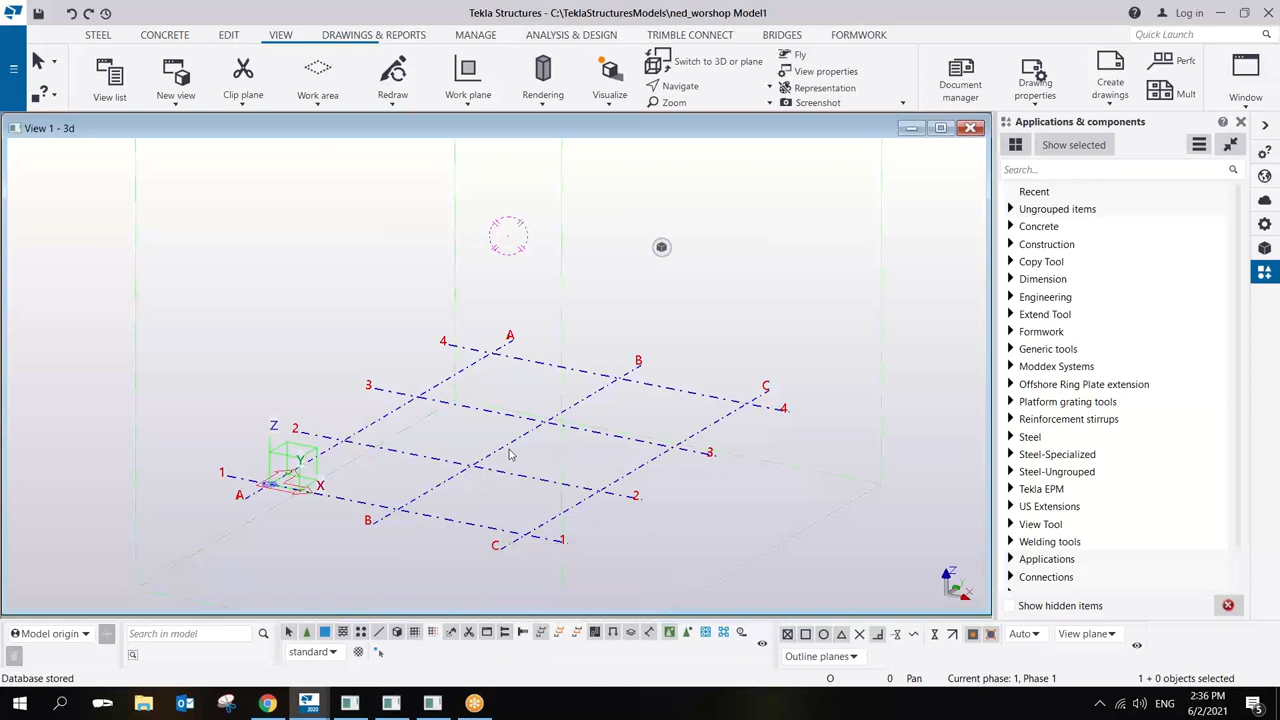 Tekla Structures - C:\TeklaStructuresModels\ned_workshop Model1
Log in
STEEL
CONCRETE
EDIT
VIEW
DRAWINGS & REPORTS
MANAGE
ANALYSIS & DESIGN
TRIMBLE CONNECT
BRIDGES
FORMWORK
Quick Launch
View list
New view
Clip plane
Work area
Redraw
Work plane
Rendering
Visualize
Switch to 3D or plane
Navigate
Zoom
Fly
View properties
Representation
Screenshot
Document manager
Drawing properties
Create drawings
Perfc
Mult
Window
View 1 - 3d
4
A
B
C
3
4
Z
2
Y
3
1
X
A
2
B
C
1
Z
Y
X
Applications & components
Show selected
Search...
Recent
Ungrouped items
Concrete
Construction
Copy Tool
Dimension
Engineering
Extend Tool
Formwork
Generic tools
Moddex Systems
Offshore Ring Plate extension
Platform grating tools
Reinforcement stirrups
Steel
Steel-Specialized
Steel-Ungrouped
Tekla EPM
US Extensions
View Tool
Welding tools
Applications
Connections
Show hidden items
Model origin
Search in model
standard
Auto
View plane
Outline planes
Database stored
O
0
Pan
Current phase: 1, Phase 1
1 + 0 objects selected
2020
ENG
2:36 PM
6/2/2021
5